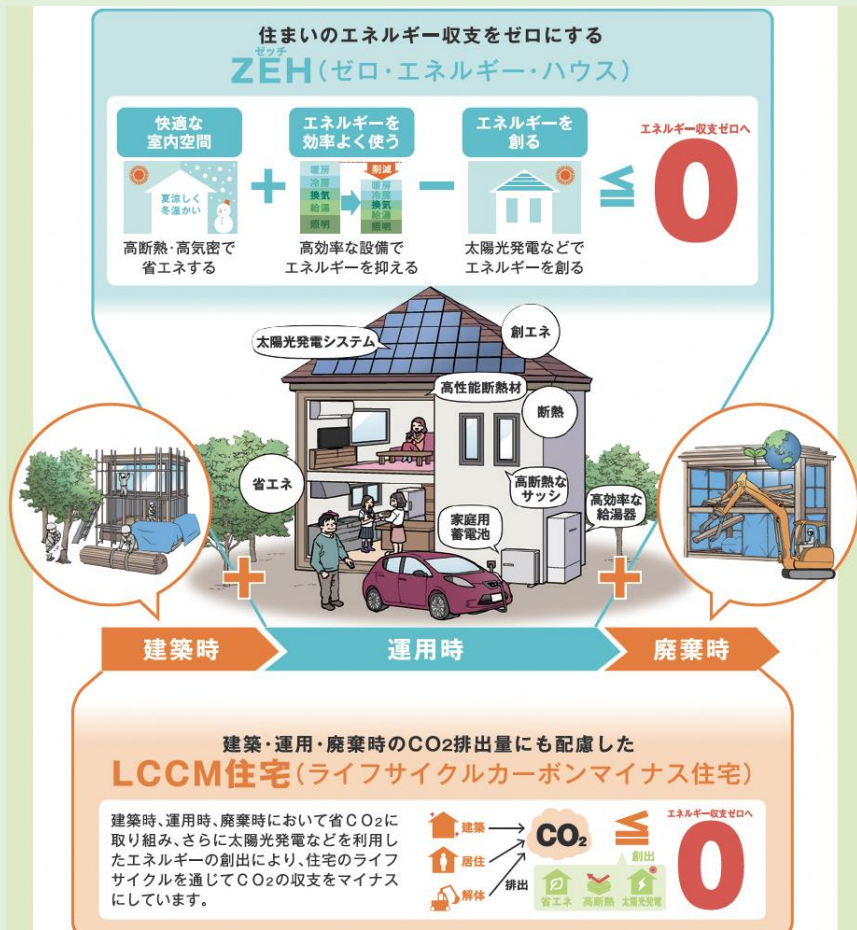 住まいのエネルギー収支をゼロにする
ゼッチ
ZEH(ゼロ・エネルギー・ハウス)
快適な
室内空間
夏涼しく
冬温かい
高断熱・高気密で
省エネする
+
エネルギーを
効率よく使う
暖房
冷房
換気
給湯
照明
削減
暖房
冷房
換気
給湯
照明
高効率な設備で
エネルギーを抑える
−
エネルギーを
創る
太陽光発電などで
エネルギーを創る
≦
エネルギー収支ゼロへ
0
太陽光発電システム
創エネ
高性能断熱材
断熱
省エネ
高断熱な
サッシ
高効率な
給湯器
家庭用
蓄電池
+
+
建築時
運用時
廃棄時
建築・運用・廃棄時のCO2排出量にも配慮した
LCCM住宅(ライフサイクルカーボンマイナス住宅)
建築時、運用時、廃棄時において省CO2に
取り組み、さらに太陽光発電などを利用し
たエネルギーの創出により、住宅のライフ
サイクルを通じてCO2の収支をマイナス
にしています。
建築
居住
解体
排出
CO2
≦
創出
省エネ
高断熱
太陽光発電
エネルギー収支ゼロへ
0